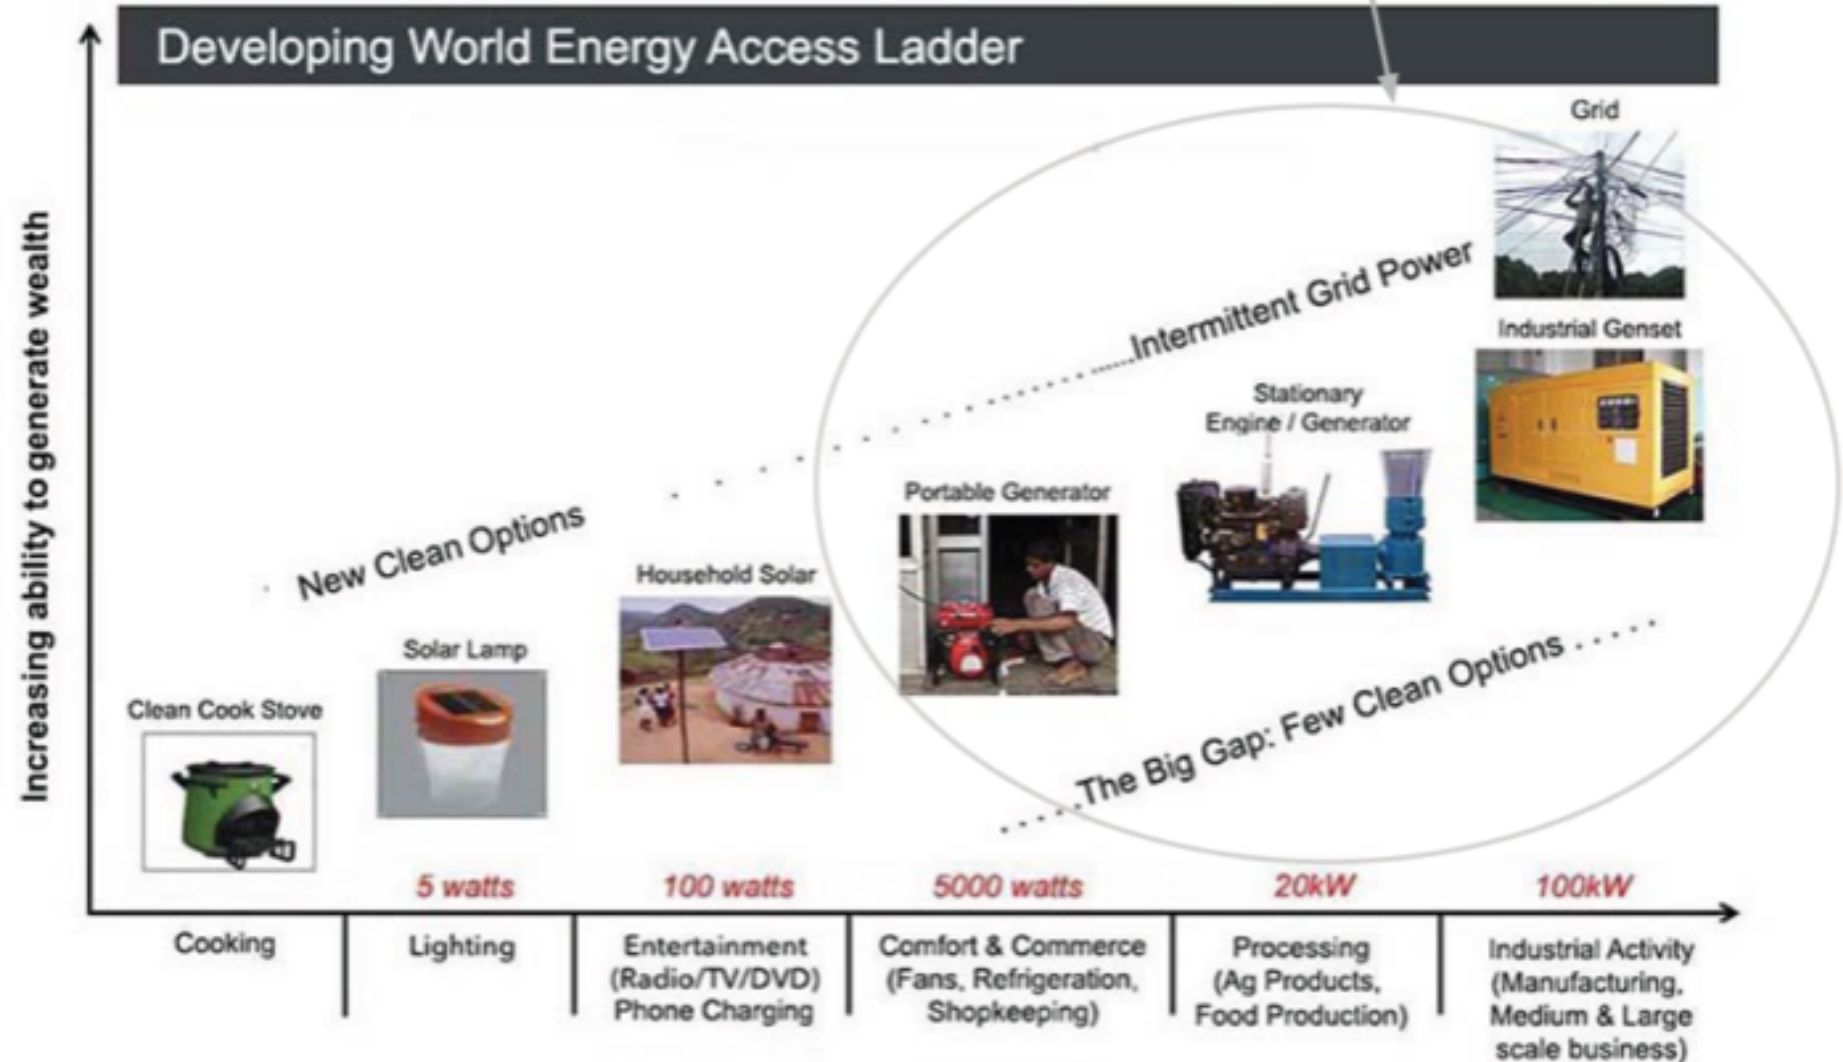 Developing World Energy Access Ladder
Increasing ability to generate wealth
Grid
Intermittent Grid Power
Industrial Genset
Stationary
Engine / Generator
Portable Generator
New Clean Options
Household Solar
Solar Lamp
Clean Cook Stove
The Big Gap: Few Clean Options
5 watts
100 watts
5000 watts
20kW
100kW
Cooking
Lighting
Entertainment
(Radio/TV/DVD)
Phone Charging
Comfort & Commerce
(Fans, Refrigeration,
Shopkeeping)
Processing
(Ag Products,
Food Production)
Industrial Activity
(Manufacturing,
Medium & Large
scale business)